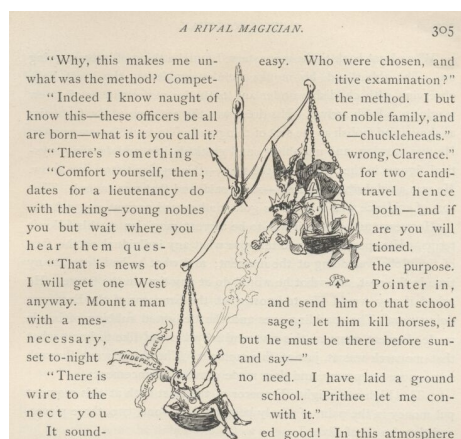 A RIVAL MAGICIAN. 305
"Why, this makes me un- easy. Who were chosen, and
what was the method? Compet- itive examination?"
"Indeed I know naught of the method. I but
know this—these officers be all of noble family, and
are born—what is it you call it? —chuckleheads."
"There's something wrong, Clarence."
"Comfort yourself, then; for two candi-
dates for a lieutenancy do travel hence
with the king—young nobles both—and if
you but wait where you are you will
hear them ques- tioned.
"That is news to the purpose.
I will get one West Pointer in,
anyway. Mount a man and send him to that school
with a mes- sage; let him kill horses, if
necessary, but he must be there before sun-
set to-night and say—"
"There is no need. I have laid a ground
wire to the school. Prithee let me con-
nect you with it."
It sound- ed good! In this atmosphere